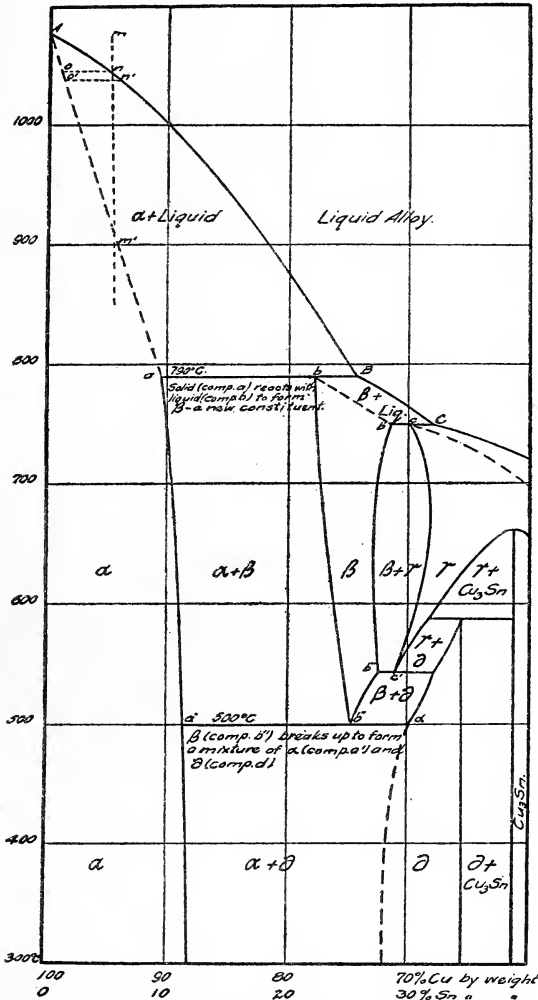 A
r
o n
o' n'
1000
α+Liquid Liquid Alloy.
900
m'
800
a 790°C. b B
Solid (comp. a) reacts with
liquid (comp. b) to form
β-a new constituent.
β+
Liq.
b' c C
700
α α+β β β+γ γ γ+
Cu₃Sn
600
γ+
∂
b" c'
β+∂
500
a' 500°C b" d
β (comp. b') breaks up to form
a mixture of α (comp. a') and
∂ (comp. d).
Cu₃Sn.
400
α α+∂ ∂ ∂+
Cu₃Sn
300°C
100 90 80 70% Cu by weight
0 10 20 30% Sn " "